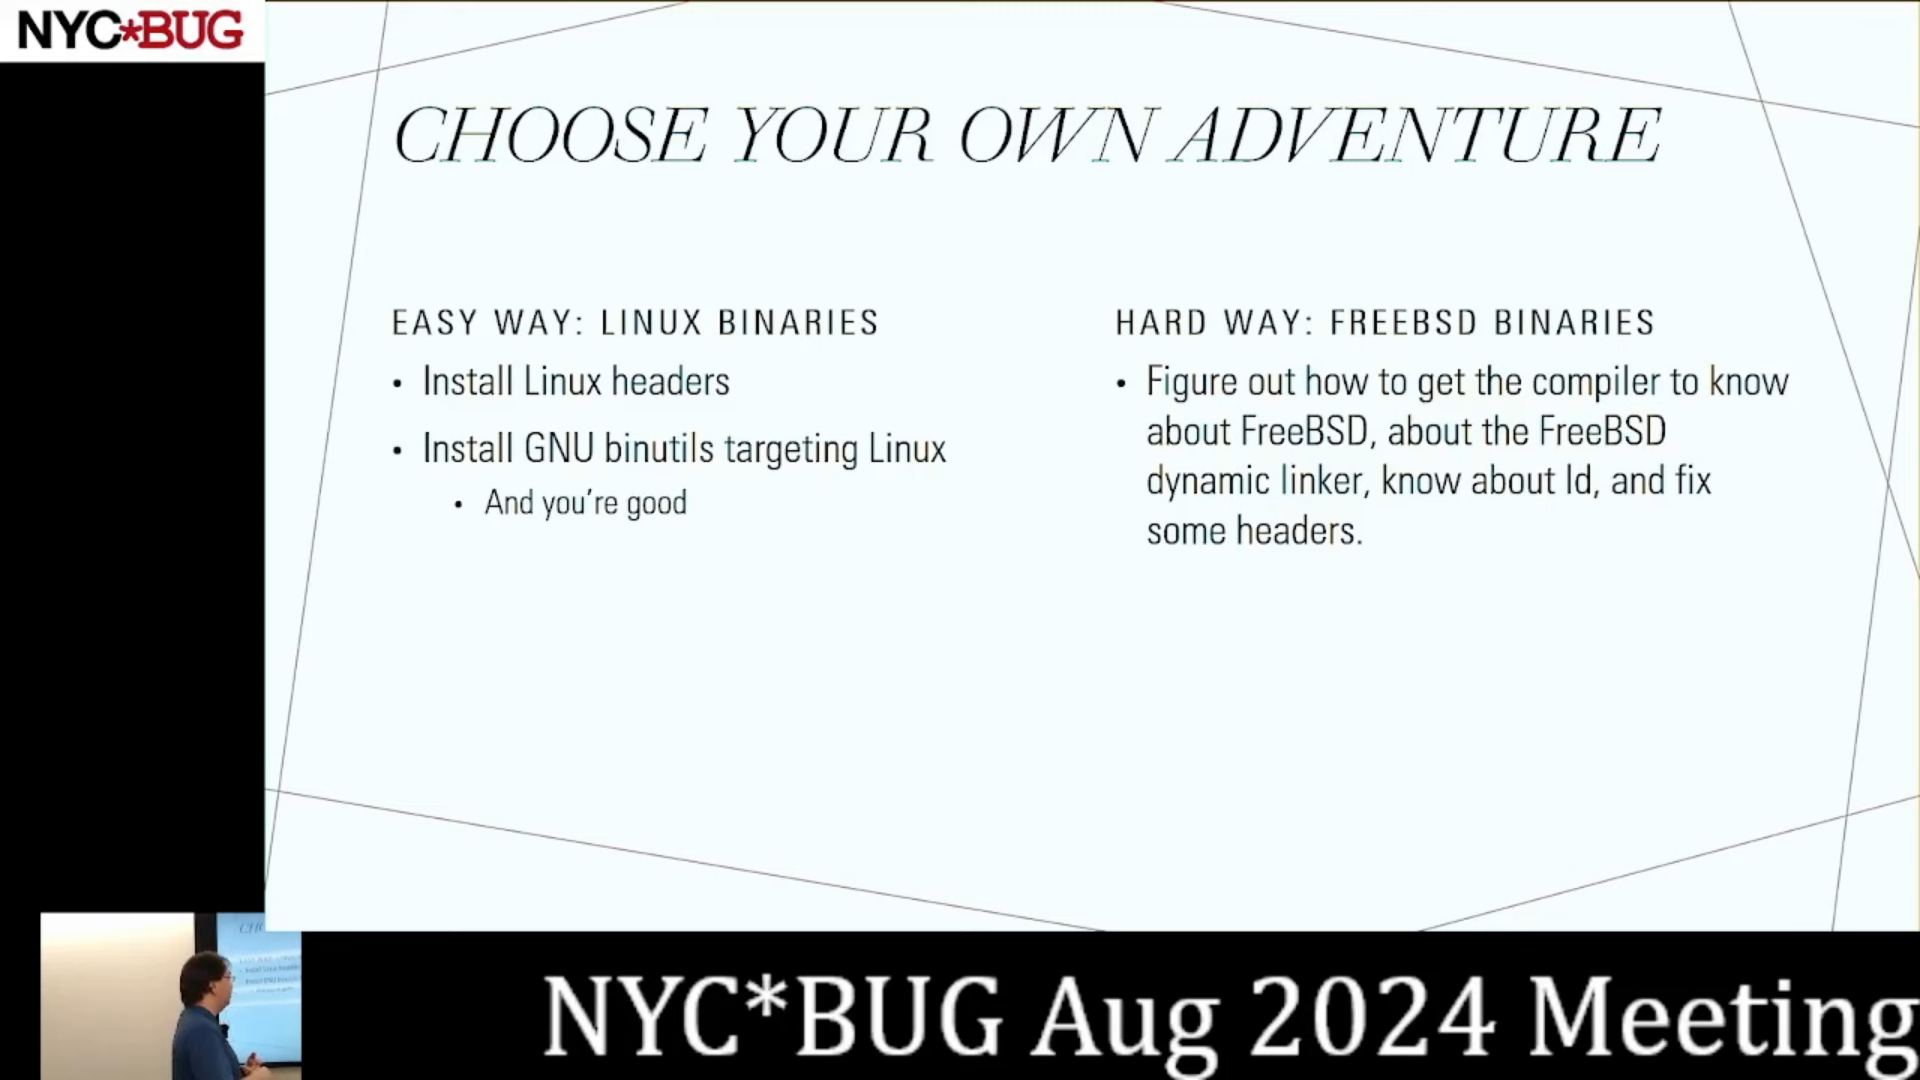 NYC*BUG
CHOOSE YOUR OWN ADVENTURE
EASY WAY: LINUX BINARIES
• Install Linux headers
• Install GNU binutils targeting Linux
• And you're good
HARD WAY: FREEBSD BINARIES
• Figure out how to get the compiler to know
about FreeBSD, about the FreeBSD
dynamic linker, know about ld, and fix
some headers.
NYC*BUG Aug 2024 Meeting